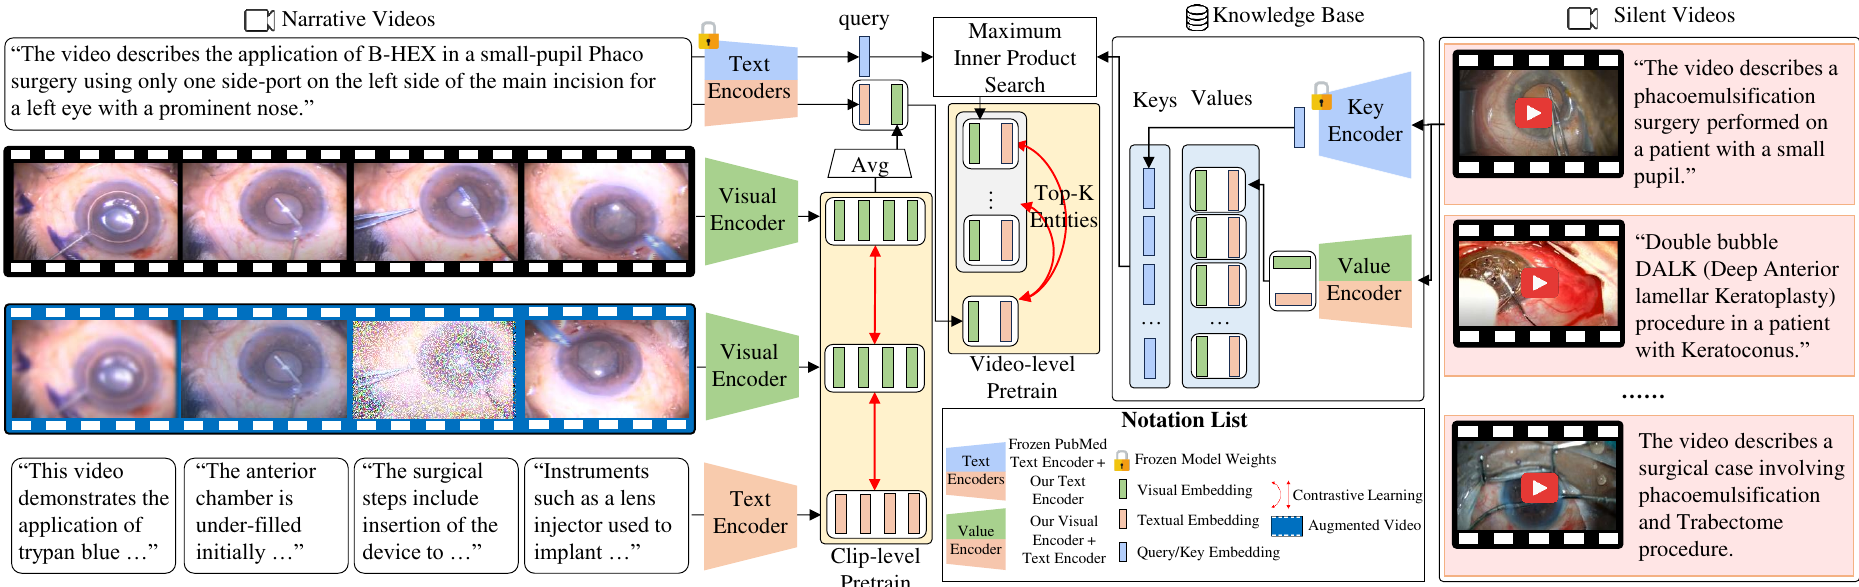 Narrative Videos
“The video describes the application of B-HEX in a small-pupil Phaco
surgery using only one side-port on the left side of the main incision for
a left eye with a prominent nose.”
Text
Encoders
query
Maximum
Inner Product
Search
Avg
Visual
Encoder
Visual
Encoder
Text
Encoder
“This video
demonstrates the
application of
trypan blue ...”
“The anterior
chamber is
under-filled
initially ...”
“The surgical
steps include
insertion of the
device to ...”
“Instruments
such as a lens
injector used to
implant ...”
Clip-level
Pretrain
Top-K
Entities
Video-level
Pretrain
Knowledge Base
Keys
Values
Key
Encoder
Value
Encoder
...
...
...
Notation List
Text
Encoders
Frozen PubMed
Text Encoder +
Our Text
Encoder
Value
Encoder
Our Visual
Encoder +
Text Encoder
Frozen Model Weights
Visual Embedding
Textual Embedding
Query/Key Embedding
Contrastive Learning
Augmented Video
Silent Videos
“The video describes a
phacoemulsification
surgery performed on
a patient with a small
pupil.”
“Double bubble
DALK (Deep Anterior
lamellar Keratoplasty)
procedure in a patient
with Keratoconus.”
......
The video describes a
surgical case involving
phacoemulsification
and Trabectome
procedure.